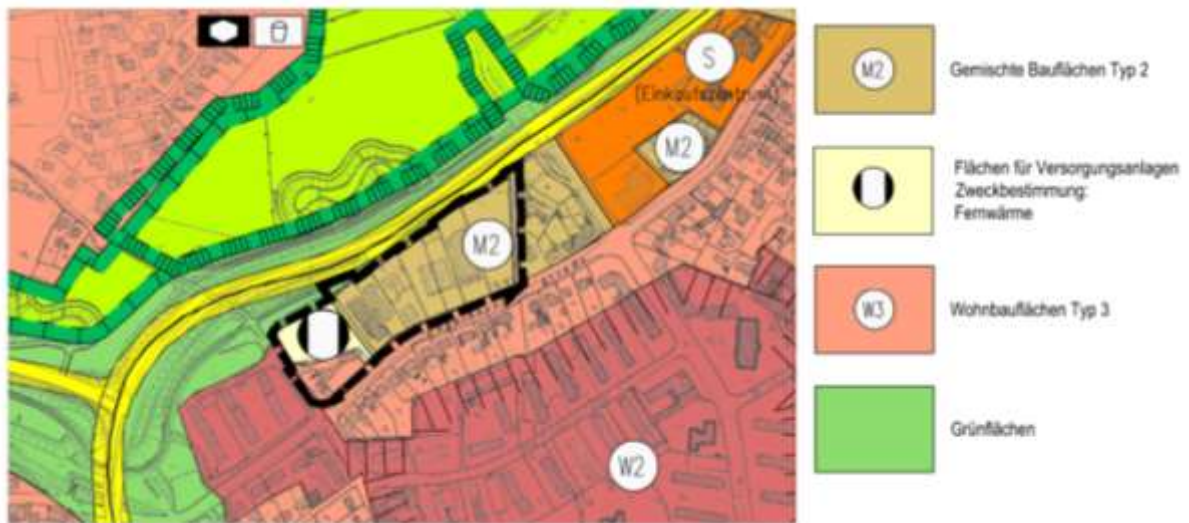 S
(Einkaufszentrum)
M2
M2
W2
M2
Gemischte Bauflächen Typ 2
Flächen für Versorgungsanlagen
Zweckbestimmung:
Fernwärme
W3
Wohnbauflächen Typ 3
Grünflächen